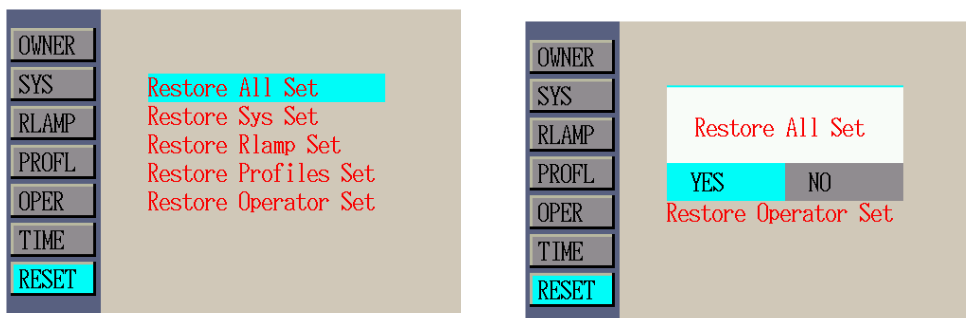 OWNER
SYS
RLAMP
PROFL
OPER
TIME
RESET
Restore All Set
Restore Sys Set
Restore Rlamp Set
Restore Profiles Set
Restore Operator Set
OWNER
SYS
RLAMP
PROFL
OPER
TIME
RESET
Restore All Set
YES NO
Restore Operator Set